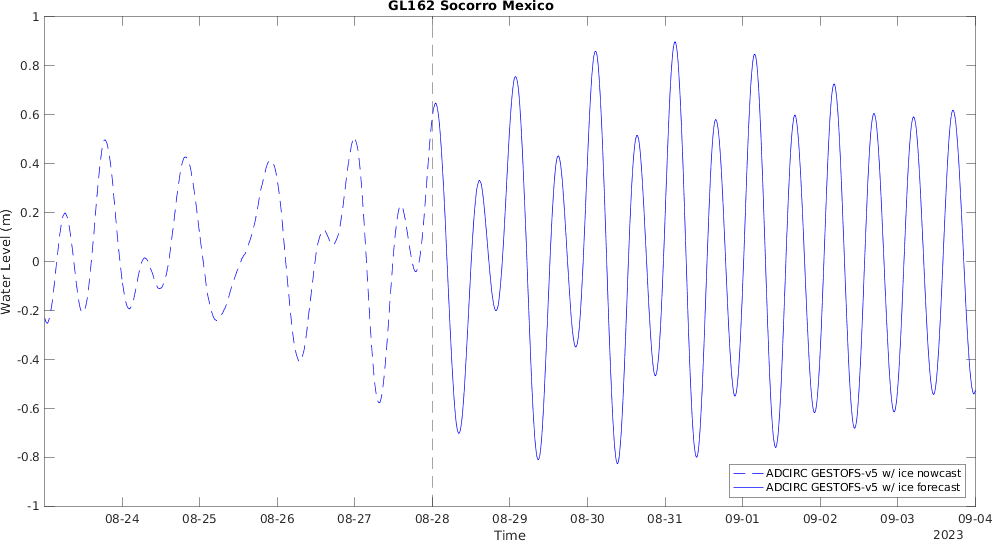 GL162 Socorro Mexico
1
0.8
0.6
0.4
0.2
0
-0.2
-0.4
-0.6
-0.8
-1
Water Level (m)
ADCIRC GESTOFS-v5 w/ ice nowcast
ADCIRC GESTOFS-v5 w/ ice forecast
08-24 08-25 08-26 08-27 08-28 08-29 08-30 08-31 09-01 09-02 09-03 09-04
Time
2023